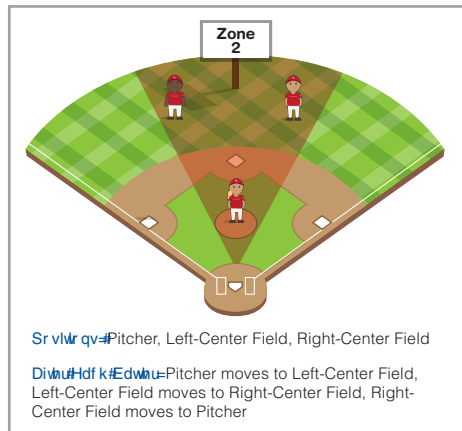 Zone
2
Sr vlwlr qv=#Pitcher, Left-Center Field, Right-Center Field
Diwhu#Hdf k#Edwwhu=Pitcher moves to Left-Center Field,
Left-Center Field moves to Right-Center Field, Right-
Center Field moves to Pitcher